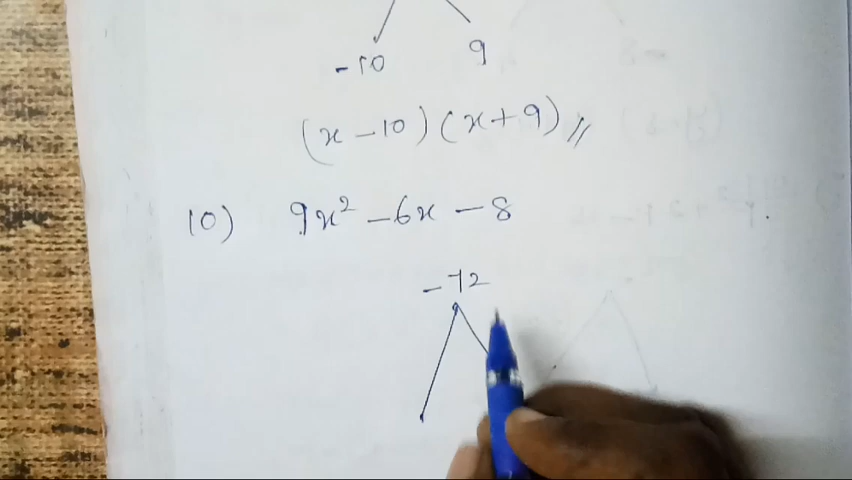 -10 9
(x-10)(x+9)//
10) 9x² -6x -8
-72